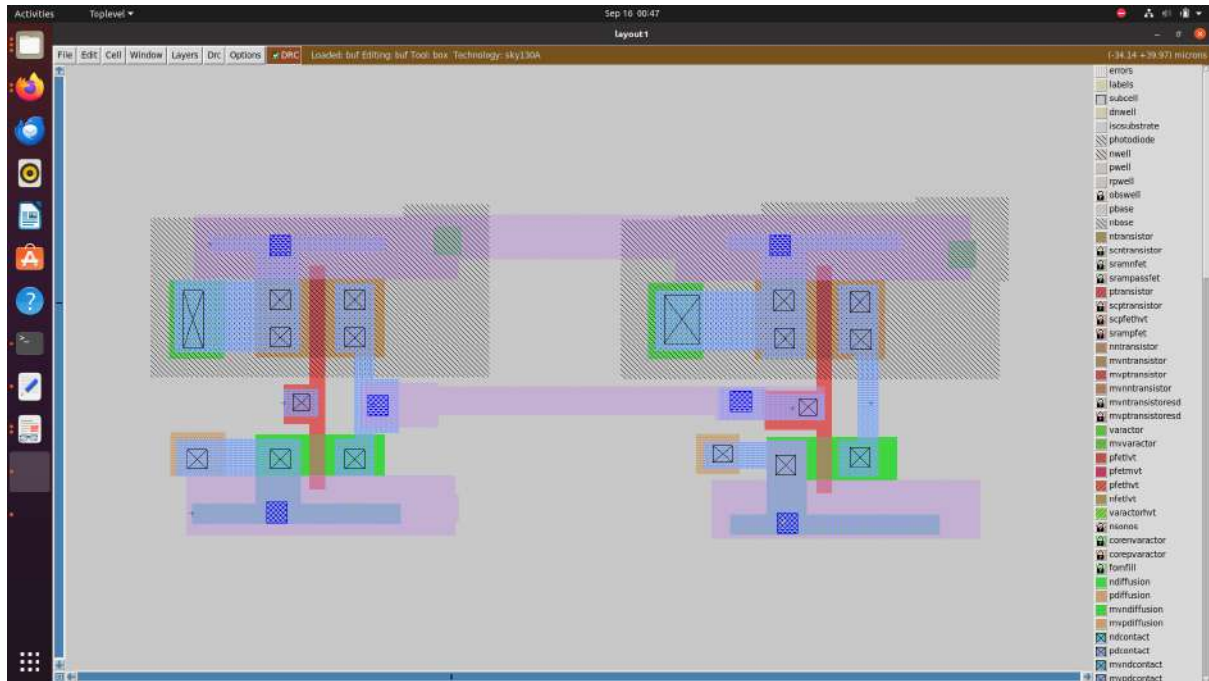 Activities
Toplevel
Sep 16 00:47
layout1
File Edit Cell Window Layers Drc Options DRC Loaded: buf Editing: buf Tool: box Technology: sky130A (-34.14 +39.97) microns
errors
labels
subcell
dnwell
isosubstrate
photodiode
nwell
pwell
rpwell
obswell
pbase
nbase
ntransistor
scntransistor
sramnfet
srampassfet
ptransistor
scptransistor
scpfethvt
srampfet
nntransistor
mvntransistor
mvptransistor
mvnntransistor
mvntransistoresd
mvptransistoresd
varactor
mvvaractor
pfetlvt
pfetmvt
pfethvt
nfetlvt
varactorhvt
nsonos
corenvaractor
corepvaractor
fomfill
ndiffusion
pdiffusion
mvndiffusion
mvpdiffusion
ndcontact
pdcontact
mvndcontact
mvpdcontact